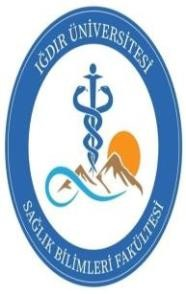 IĞDIR ÜNİVERSİTESİ
SAĞLIK BİLİMLERİ FAKÜLTESİ